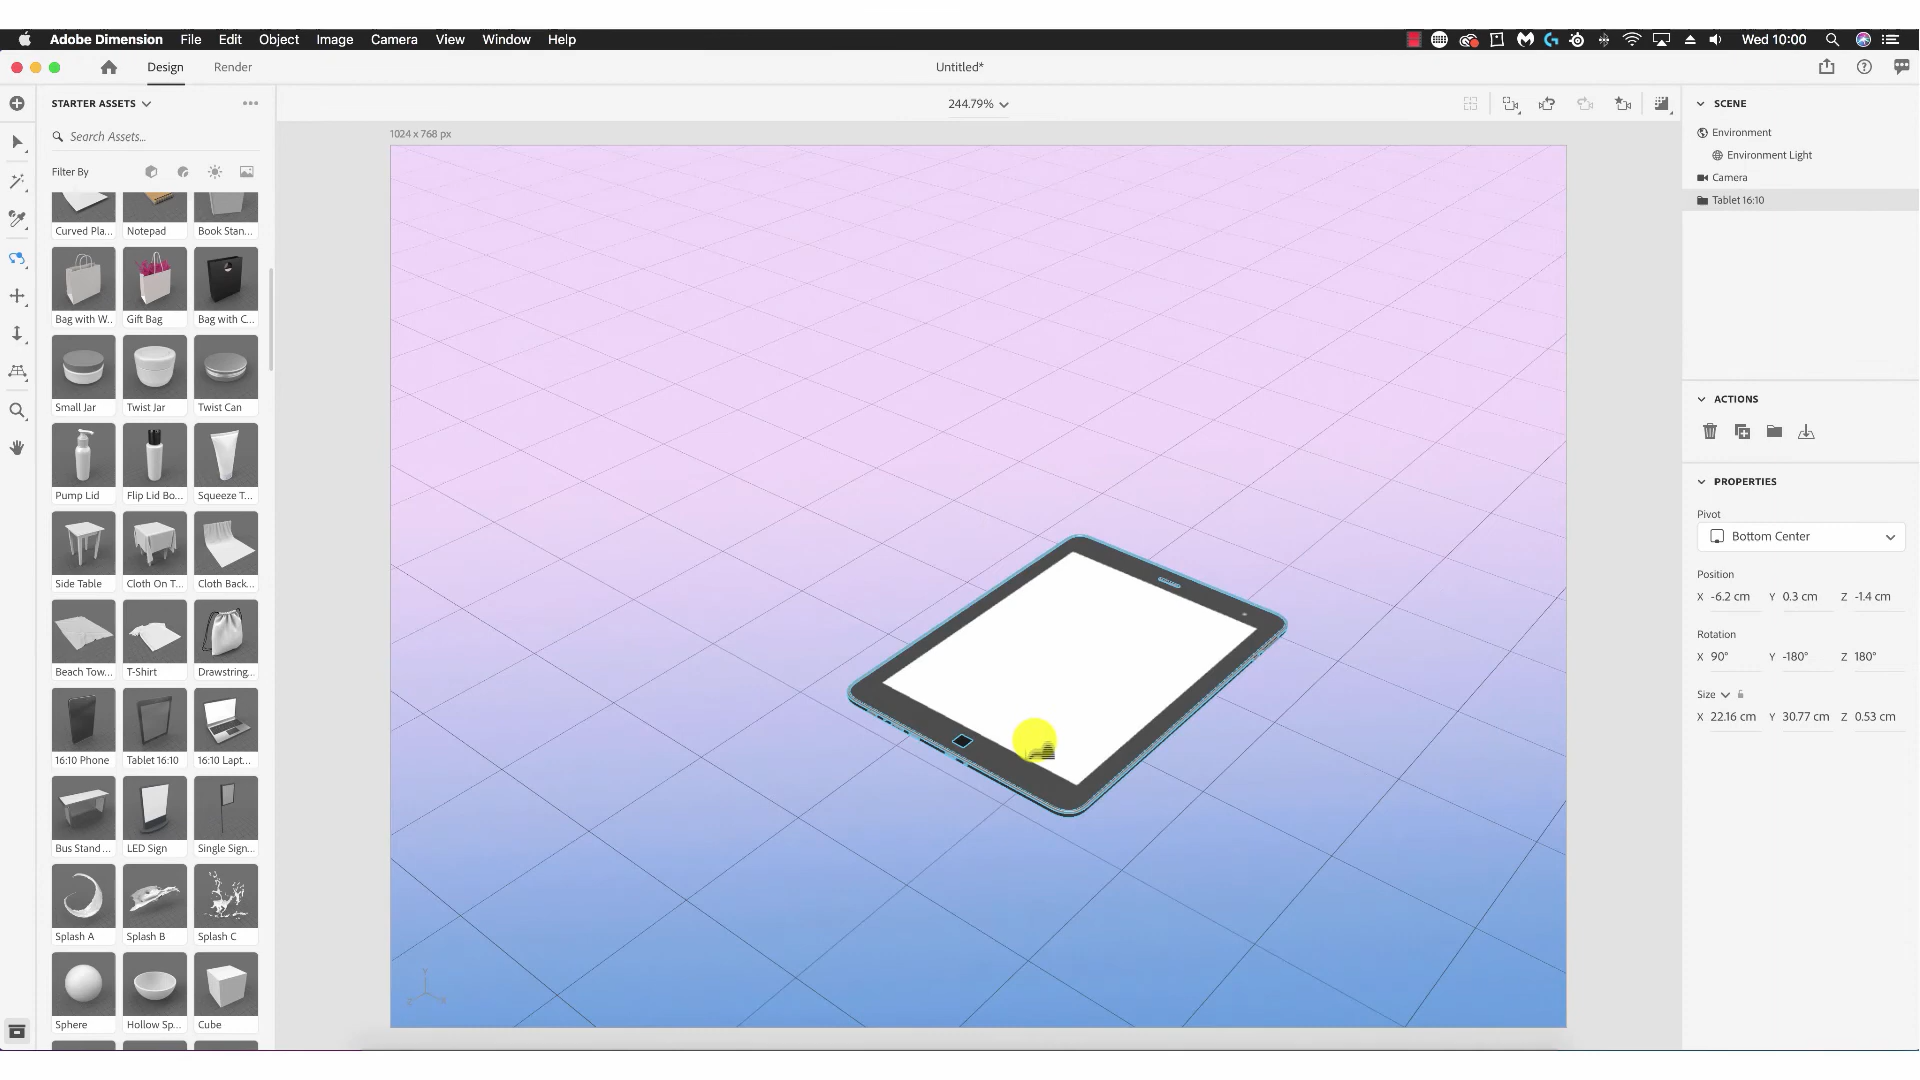 Adobe Dimension File Edit Object Image Camera View Window Help Wed 10:00
Design Render Untitled*
STARTER ASSETS
244.79%
Search Assets...
Filter By
Curved Pla... Notepad Book Stan...
Bag with W.. Gift Bag Bag with C...
Small Jar Twist Jar Twist Can
Pump Lid Flip Lid Bo... Squeeze T...
Side Table Cloth On T... Cloth Back...
Beach Tow... T-Shirt Drawstring...
16:10 Phone Tablet 16:10 16:10 Lapt...
Bus Stand ... LED Sign Single Sign...
Splash A Splash B Splash C
Sphere Hollow Sp... Cube
1024 x 768 px
SCENE
Environment
Environment Light
Camera
Tablet 16:10
ACTIONS
PROPERTIES
Pivot
Bottom Center
Position
X -6.2 cm Y 0.3 cm Z -1.4 cm
Rotation
X 90° Y -180° Z 180°
Size
X 22.16 cm Y 30.77 cm Z 0.53 cm